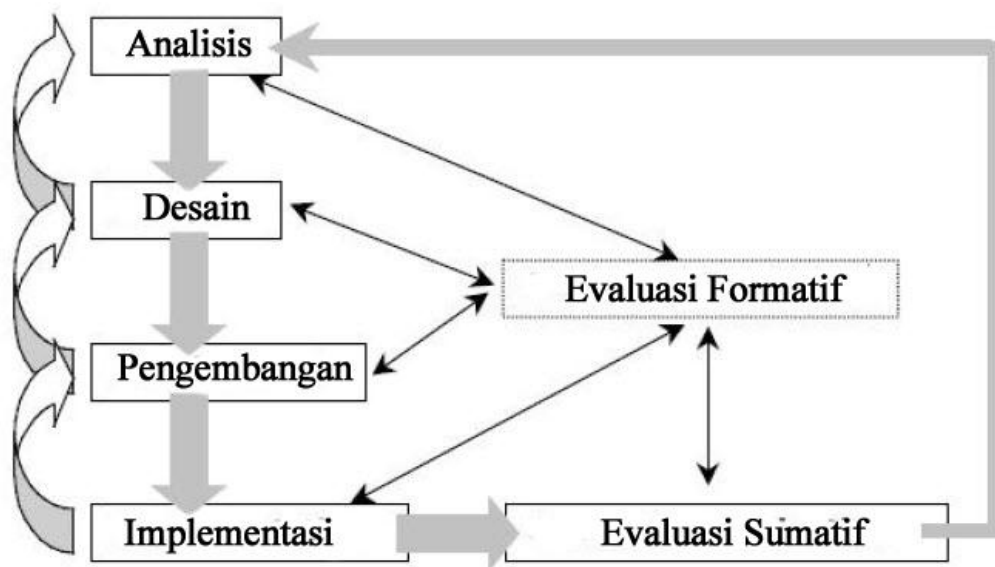 Analisis
Desain
Evaluasi Formatif
Pengembangan
Implementasi
Evaluasi Sumatif